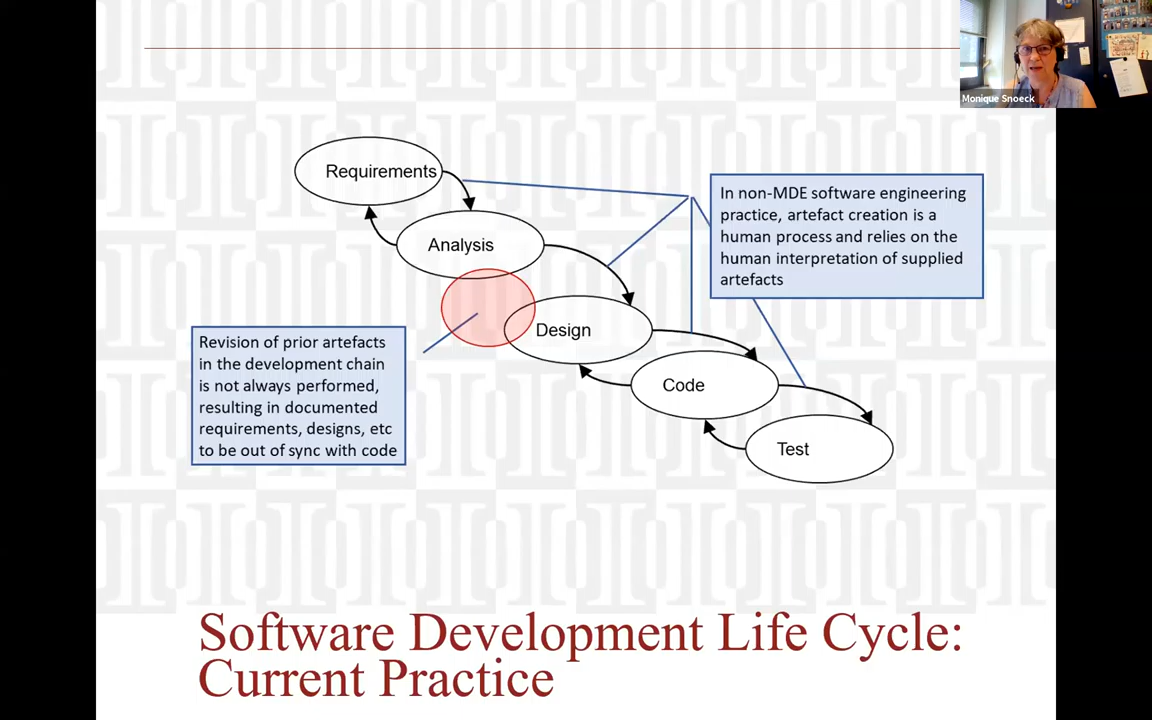 Monique Snoeck
Requirements
Analysis
Design
Code
Test
In non-MDE software engineering
practice, artefact creation is a
human process and relies on the
human interpretation of supplied
artefacts
Revision of prior artefacts
in the development chain
is not always performed,
resulting in documented
requirements, designs, etc
to be out of sync with code
Software Development Life Cycle:
Current Practice